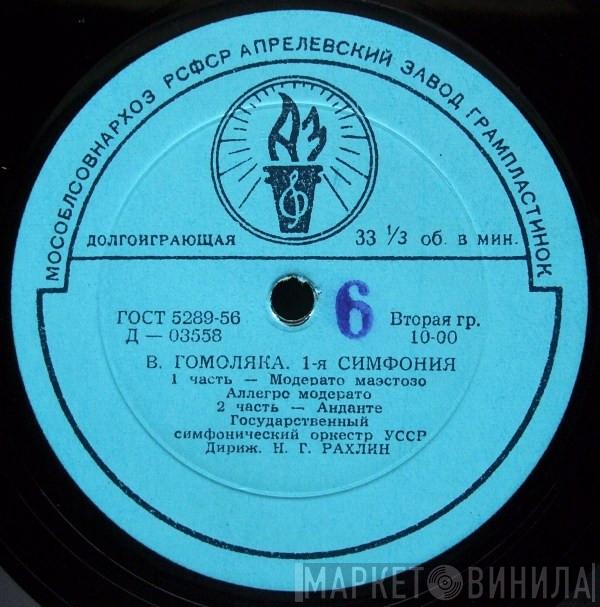 МОСОБЛСОВНАРХОЗ РСФСР АПРЕЛЕВСКИЙ ЗАВОД ГРАМПЛАСТИНОК
АЗ
ДОЛГОИГРАЮЩАЯ 33 1/3 об. в мин.
ГОСТ 5289-56 6 Вторая гр.
Д — 03558 10-00
В. ГОМОЛЯКА. 1-я СИМФОНИЯ
1 часть — Модерато маэстозо
Аллегро модерато
2 часть — Анданте
Государственный
симфонический оркестр УССР
Дириж. Н. Г. РАХЛИН
МАРКЕТ ВИНИЛА